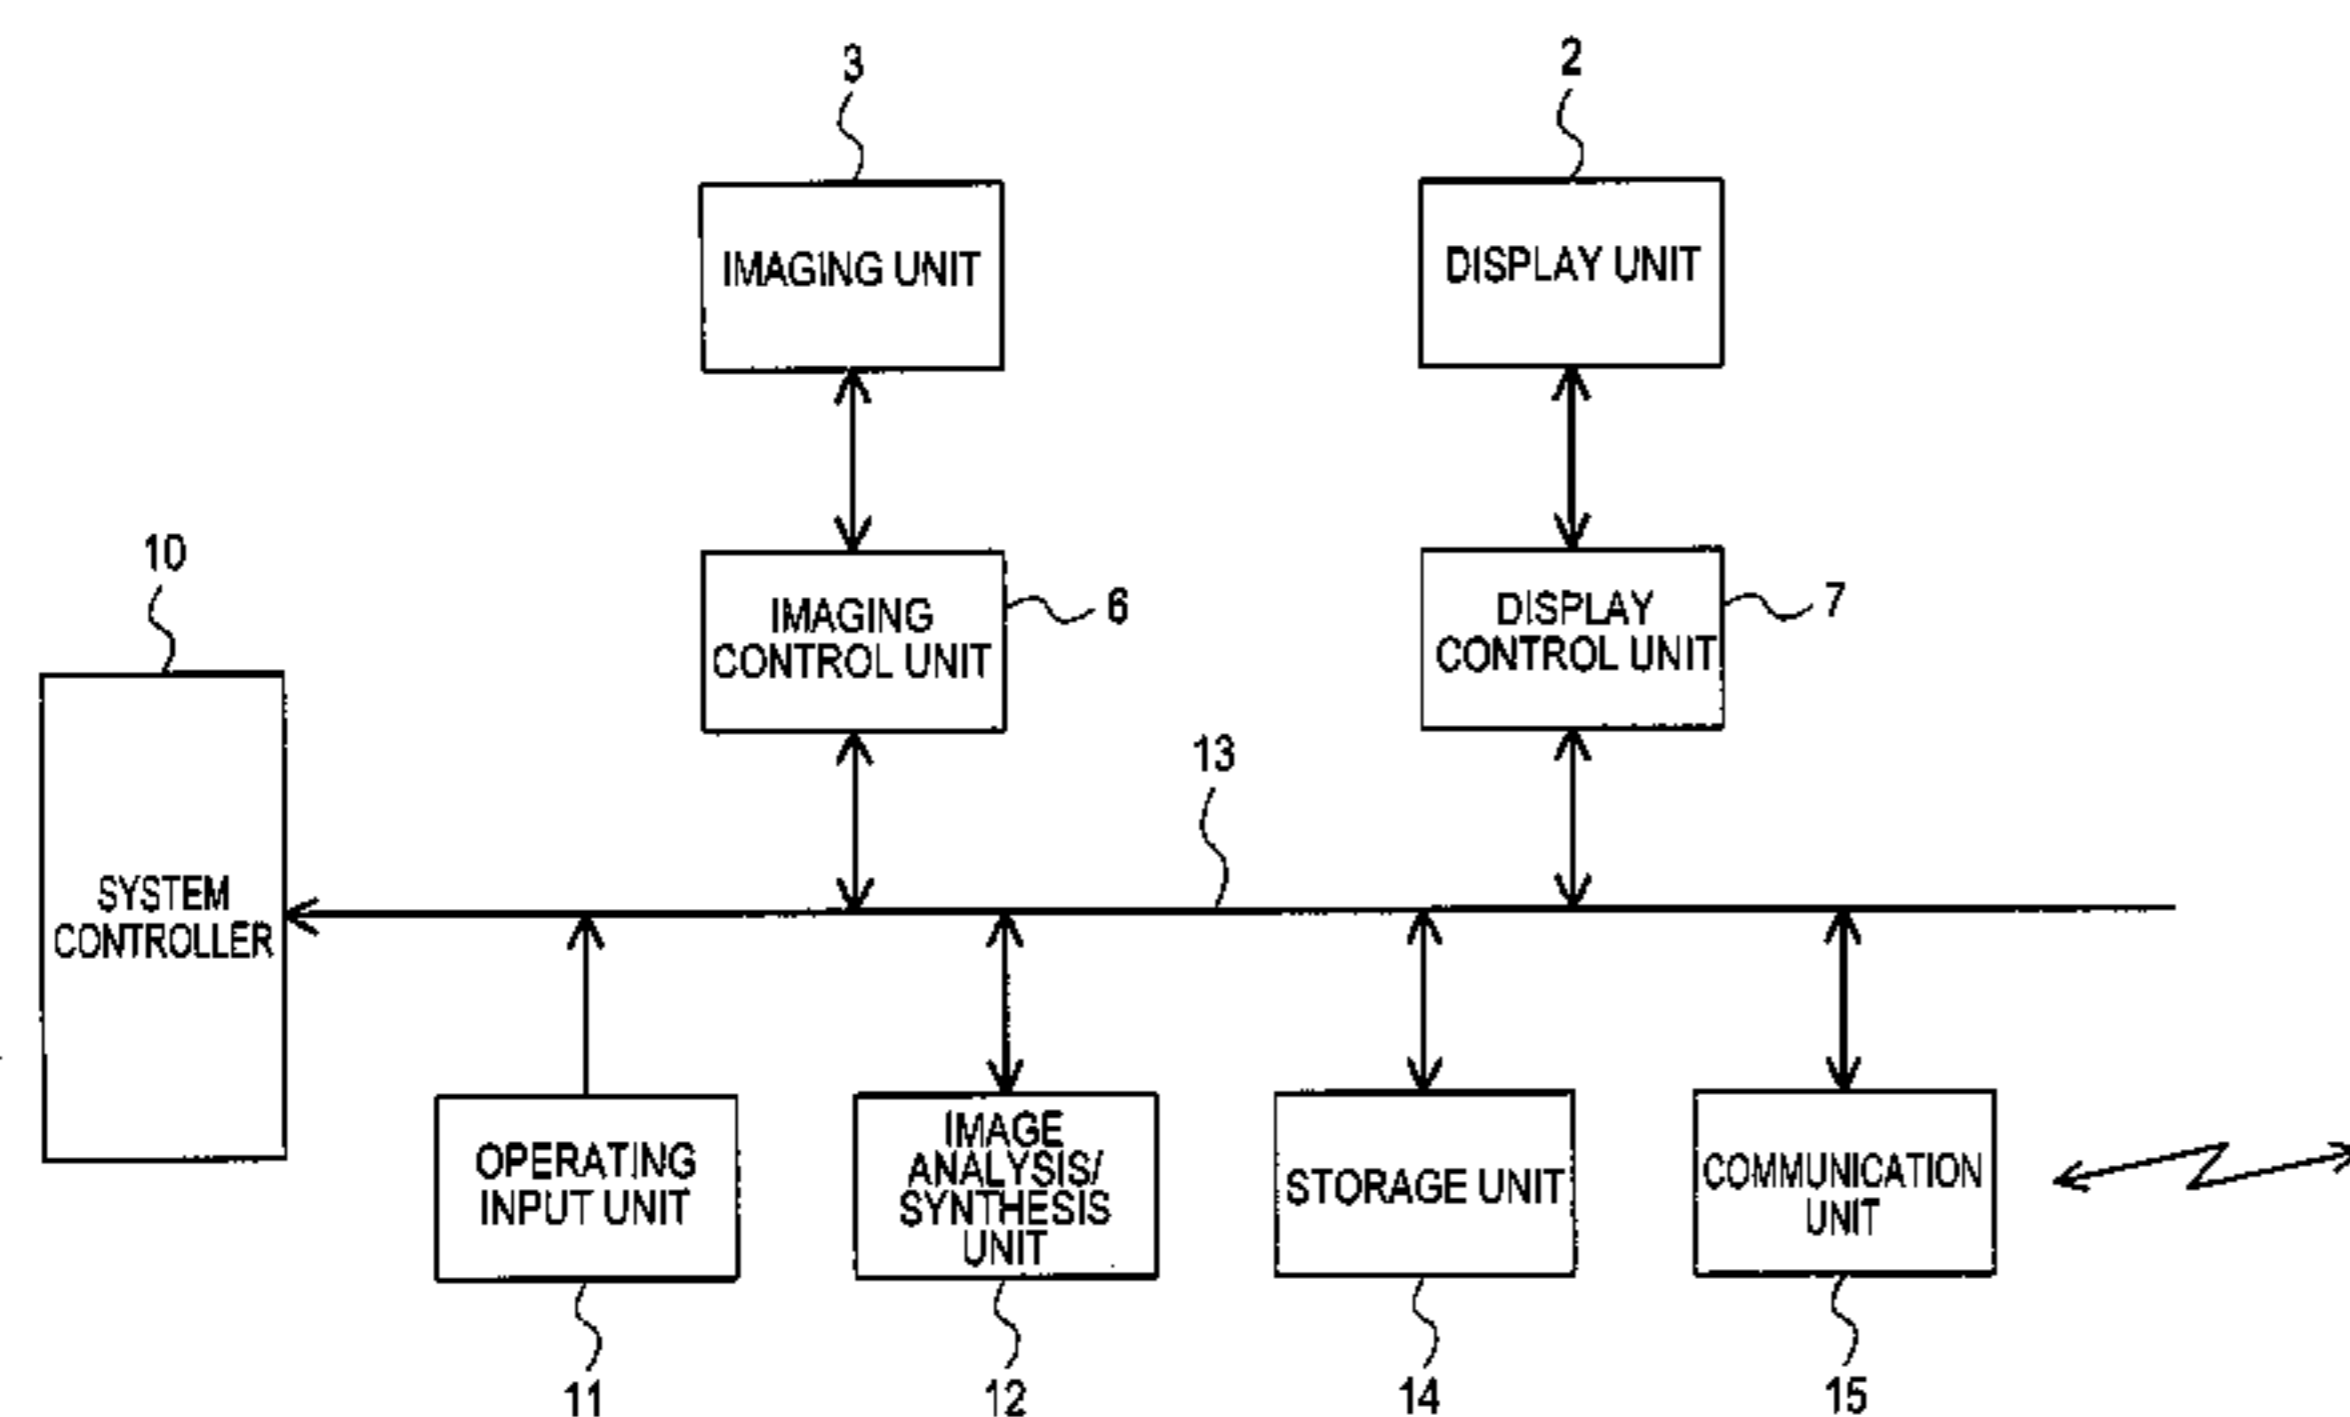 3
2
IMAGING UNIT
DISPLAY UNIT
10
IMAGING
CONTROL UNIT
6
DISPLAY
CONTROL UNIT
7
13
SYSTEM
CONTROLLER
OPERATING
INPUT UNIT
IMAGE
ANALYSIS/
SYNTHESIS
UNIT
STORAGE UNIT
COMMUNICATION
UNIT
11
12
14
15